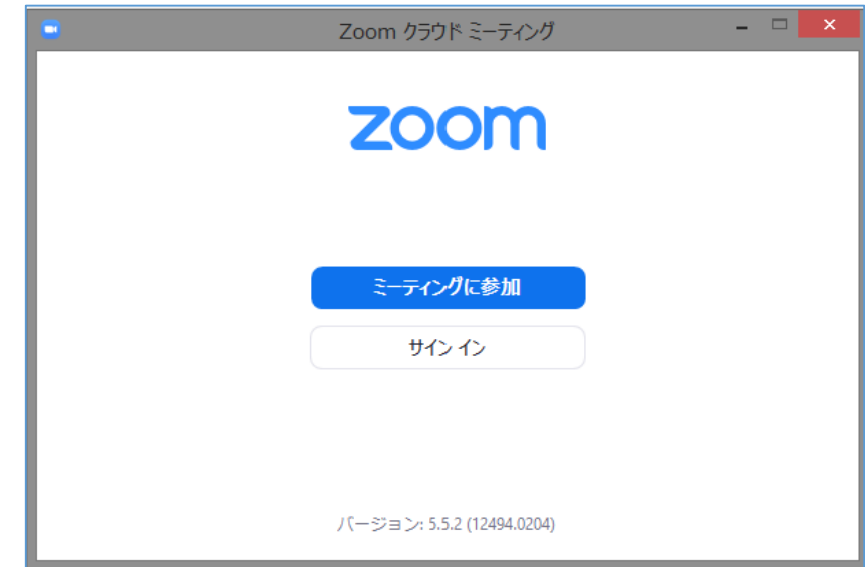 Zoom クラウド ミーティング
zoom
ミーティングに参加
サイン イン
バージョン: 5.5.2 (12494.0204)